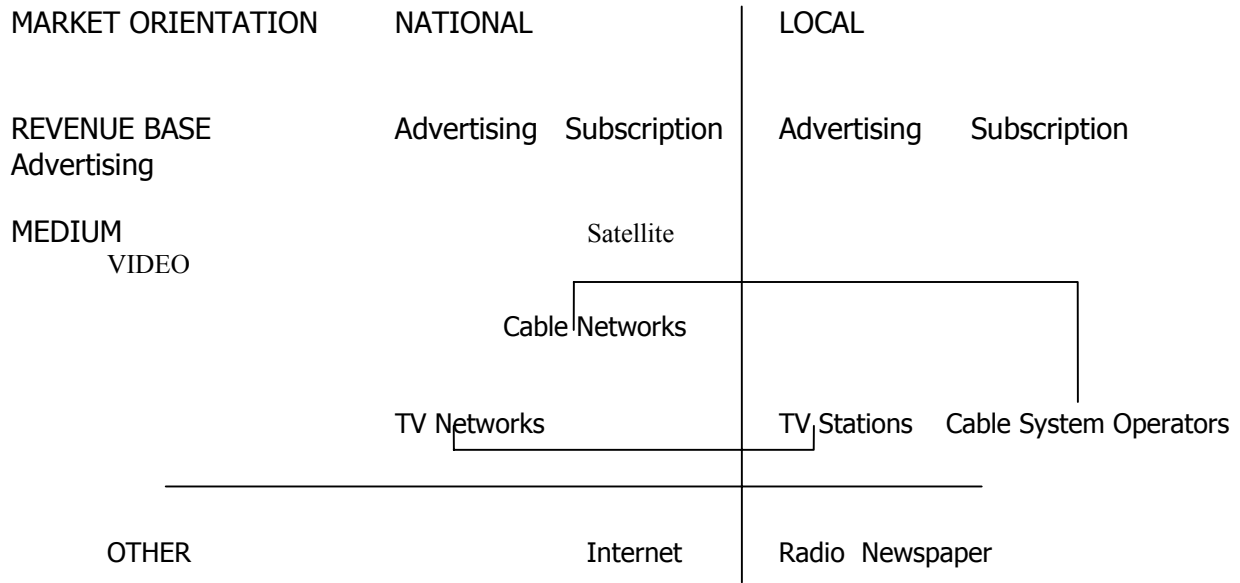 MARKET ORIENTATION NATIONAL LOCAL
REVENUE BASE Advertising Subscription Advertising Subscription
Advertising
MEDIUM Satellite
VIDEO
Cable Networks
TV Networks TV Stations Cable System Operators
OTHER Internet Radio Newspaper